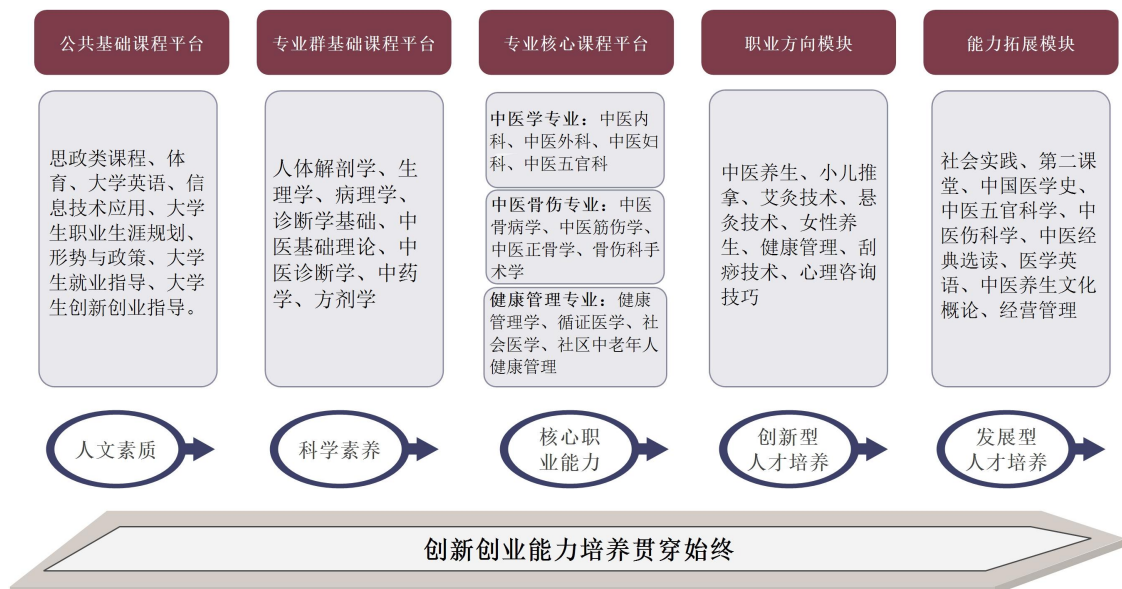 公共基础课程平台
专业群基础课程平台
专业核心课程平台
职业方向模块
能力拓展模块
思政类课程、体
育、大学英语、信
息技术应用、大学
生职业生涯规划、
形势与政策、大学
生就业指导、大学
生创新创业指导。
人体解剖学、生
理学、病理学、
诊断学基础、中
医基础理论、中
医诊断学、中药
学、方剂学
中医学专业：中医内
科、中医外科、中医妇
科、中医五官科
中医骨伤专业：中医
骨病学、中医筋伤学、
中医正骨学、骨伤科手
术学
健康管理专业：健康
管理学、循证医学、社
会医学、社区中老年人
健康管理
中医养生、小儿推
拿、艾灸技术、悬
灸技术、女性养
生、健康管理、刮
痧技术、心理咨询
技巧
社会实践、第二课
堂、中国医学史、
中医五官科学、中
医伤科学、中医经
典选读、医学英
语、中医养生文化
概论、经营管理
人文素质
科学素养
核心职
业能力
创新型
人才培养
发展型
人才培养
创新创业能力培养贯穿始终